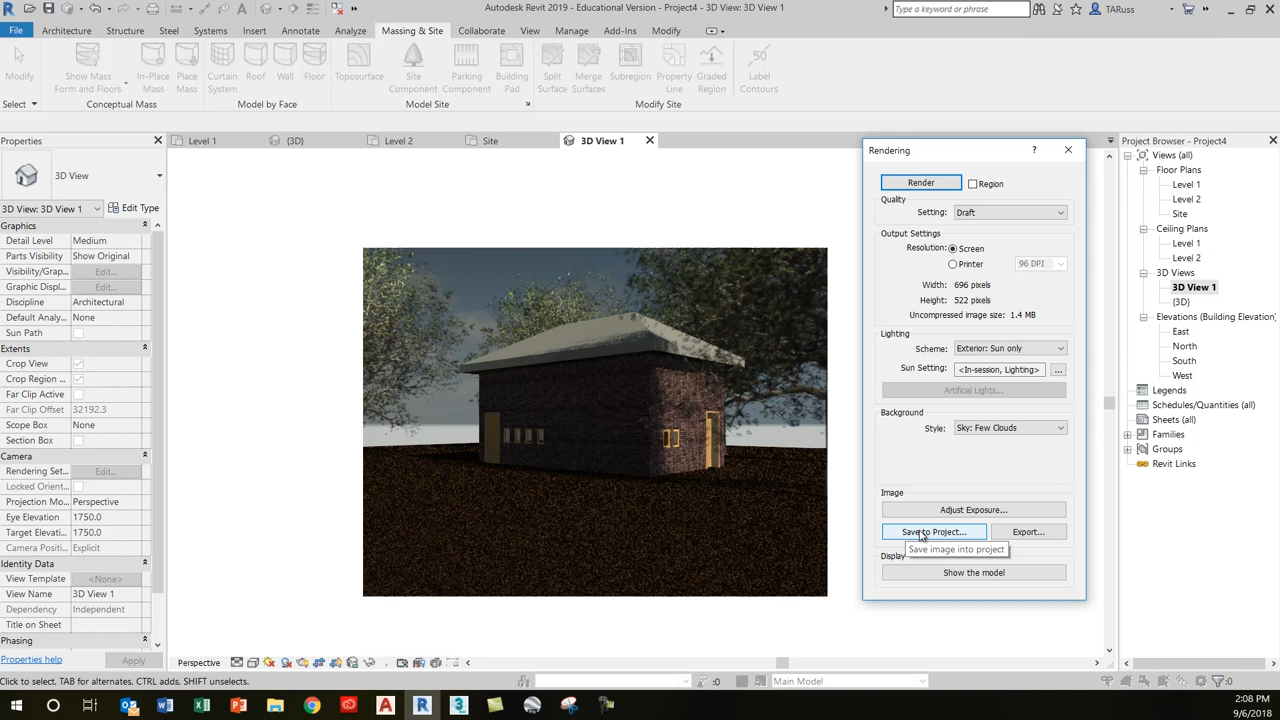 Autodesk Revit 2019 - Educational Version - Project4 - 3D View: 3D View 1
Type a keyword or phrase
TARuss
File
Architecture
Structure
Steel
Systems
Insert
Annotate
Analyze
Massing & Site
Collaborate
View
Manage
Add-Ins
Modify
Modify
Show Mass
Form and Floors
In-Place
Mass
Place
Mass
Curtain
System
Roof
Wall
Floor
Toposurface
Site
Component
Parking
Component
Building
Pad
Split
Surface
Merge
Surfaces
Subregion
Property
Line
Graded
Region
50
Label
Contours
Select
Conceptual Mass
Model by Face
Model Site
Modify Site
Properties
Level 1
{3D}
Level 2
Site
3D View 1
Project Browser - Project4
3D View
3D View: 3D View 1
Edit Type
Graphics
Detail Level
Medium
Parts Visibility
Show Original
Visibility/Grap...
Edit...
Graphic Displ...
Edit...
Discipline
Architectural
Default Analy...
None
Sun Path
Extents
Crop View
Crop Region ...
Far Clip Active
Far Clip Offset
32192.3
Scope Box
None
Section Box
Camera
Rendering Set...
Edit...
Locked Orient...
Projection Mo...
Perspective
Eye Elevation
1750.0
Target Elevat...
1750.0
Camera Positi...
Explicit
Identity Data
View Template
<None>
View Name
3D View 1
Dependency
Independent
Title on Sheet
Phasing
Properties help
Apply
Rendering
?
Render
Region
Quality
Setting:
Draft
Output Settings
Resolution:
Screen
Printer
96 DPI
Width:
696 pixels
Height:
522 pixels
Uncompressed image size:
1.4 MB
Lighting
Scheme:
Exterior: Sun only
Sun Setting:
<In-session, Lighting>
...
Artificial Lights...
Background
Style:
Sky: Few Clouds
Image
Adjust Exposure...
Save to Project...
Export...
Save image into project
Display
Show the model
Views (all)
Floor Plans
Level 1
Level 2
Site
Ceiling Plans
Level 1
Level 2
3D Views
3D View 1
{3D}
Elevations (Building Elevation)
East
North
South
West
Legends
Schedules/Quantities (all)
Sheets (all)
Families
Groups
Revit Links
Perspective
Click to select, TAB for alternates, CTRL adds, SHIFT unselects.
:0
Main Model
:0
2:08 PM
9/6/2018